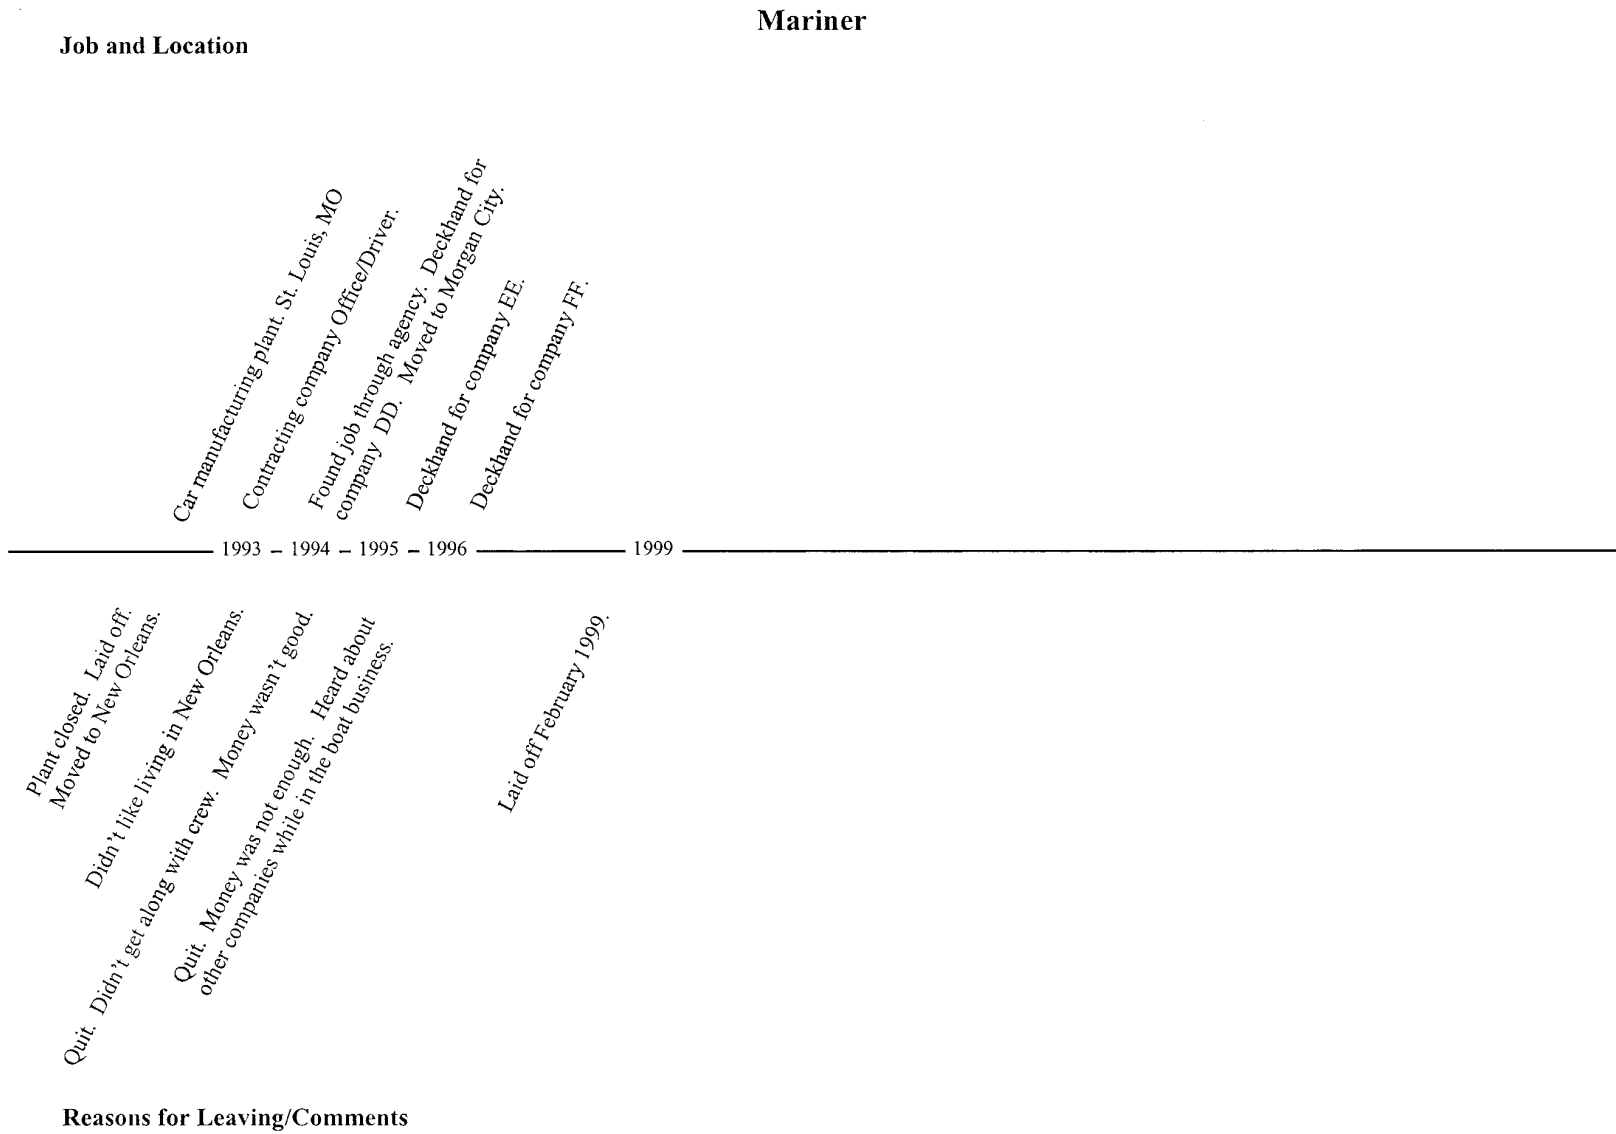 Mariner
Job and Location
Car manufacturing plant. St. Louis, MO
Contracting company Office/Driver.
Found job through agency. Deckhand for
company DD. Moved to Morgan City.
Deckhand for company EE.
Deckhand for company FF.
1993 – 1994 – 1995 – 1996 1999
Plant closed. Laid off.
Moved to New Orleans.
Didn't like living in New Orleans.
Quit. Didn't get along with crew. Money wasn't good.
Quit. Money was not enough. Heard about
other companies while in the boat business.
Laid off February 1999.
Reasons for Leaving/Comments